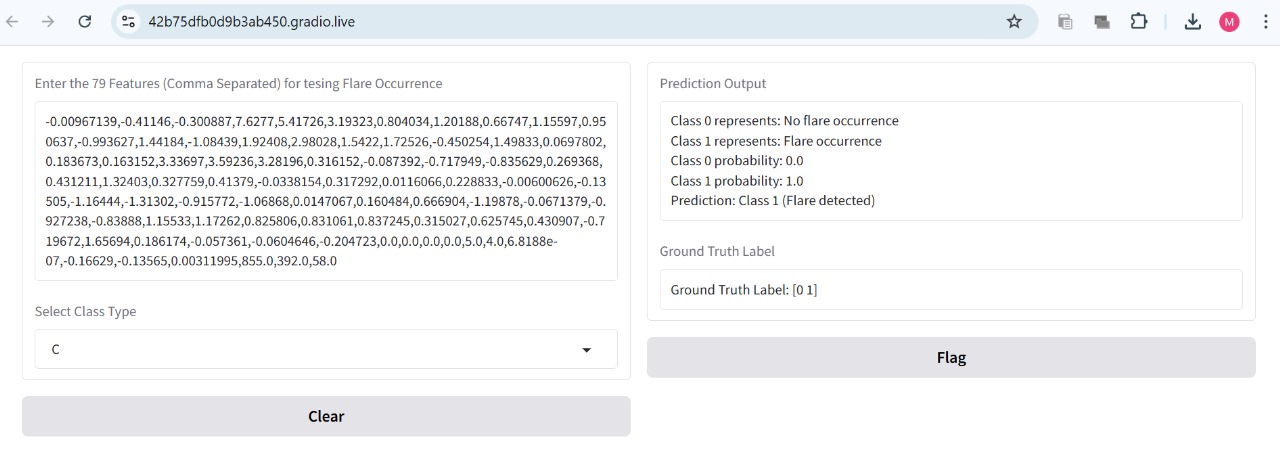 42b75dfb0d9b3ab450.gradio.live
M
Enter the 79 Features (Comma Separated) for tesing Flare Occurrence
-0.00967139,-0.41146,-0.300887,7.6277,5.41726,3.19323,0.804034,1.20188,0.66747,1.15597,0.95
0637,-0.993627,1.44184,-1.08439,1.92408,2.98028,1.5422,1.72526,-0.450254,1.49833,0.0697802,
0.183673,0.163152,3.33697,3.59236,3.28196,0.316152,-0.087392,-0.717949,-0.835629,0.269368,
0.431211,1.32403,0.327759,0.41379,-0.0338154,0.317292,0.0116066,0.228833,-0.00600626,-0.13
505,-1.16444,-1.31302,-0.915772,-1.06868,0.0147067,0.160484,0.666904,-1.19878,-0.0671379,-0.
927238,-0.83888,1.15533,1.17262,0.825806,0.831061,0.837245,0.315027,0.625745,0.430907,-0.7
19672,1.65694,0.186174,-0.057361,-0.0604646,-0.204723,0.0,0.0,0.0,0.0,5.0,4.0,6.8188e-
07,-0.16629,-0.13565,0.00311995,855.0,392.0,58.0
Select Class Type
C
Clear
Prediction Output
Class 0 represents: No flare occurrence
Class 1 represents: Flare occurrence
Class 0 probability: 0.0
Class 1 probability: 1.0
Prediction: Class 1 (Flare detected)
Ground Truth Label
Ground Truth Label: [0 1]
Flag